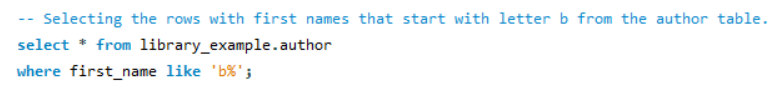 -- Selecting the rows with first names that start with letter b from the author table.
select * from library_example.author
where first_name like 'b%';